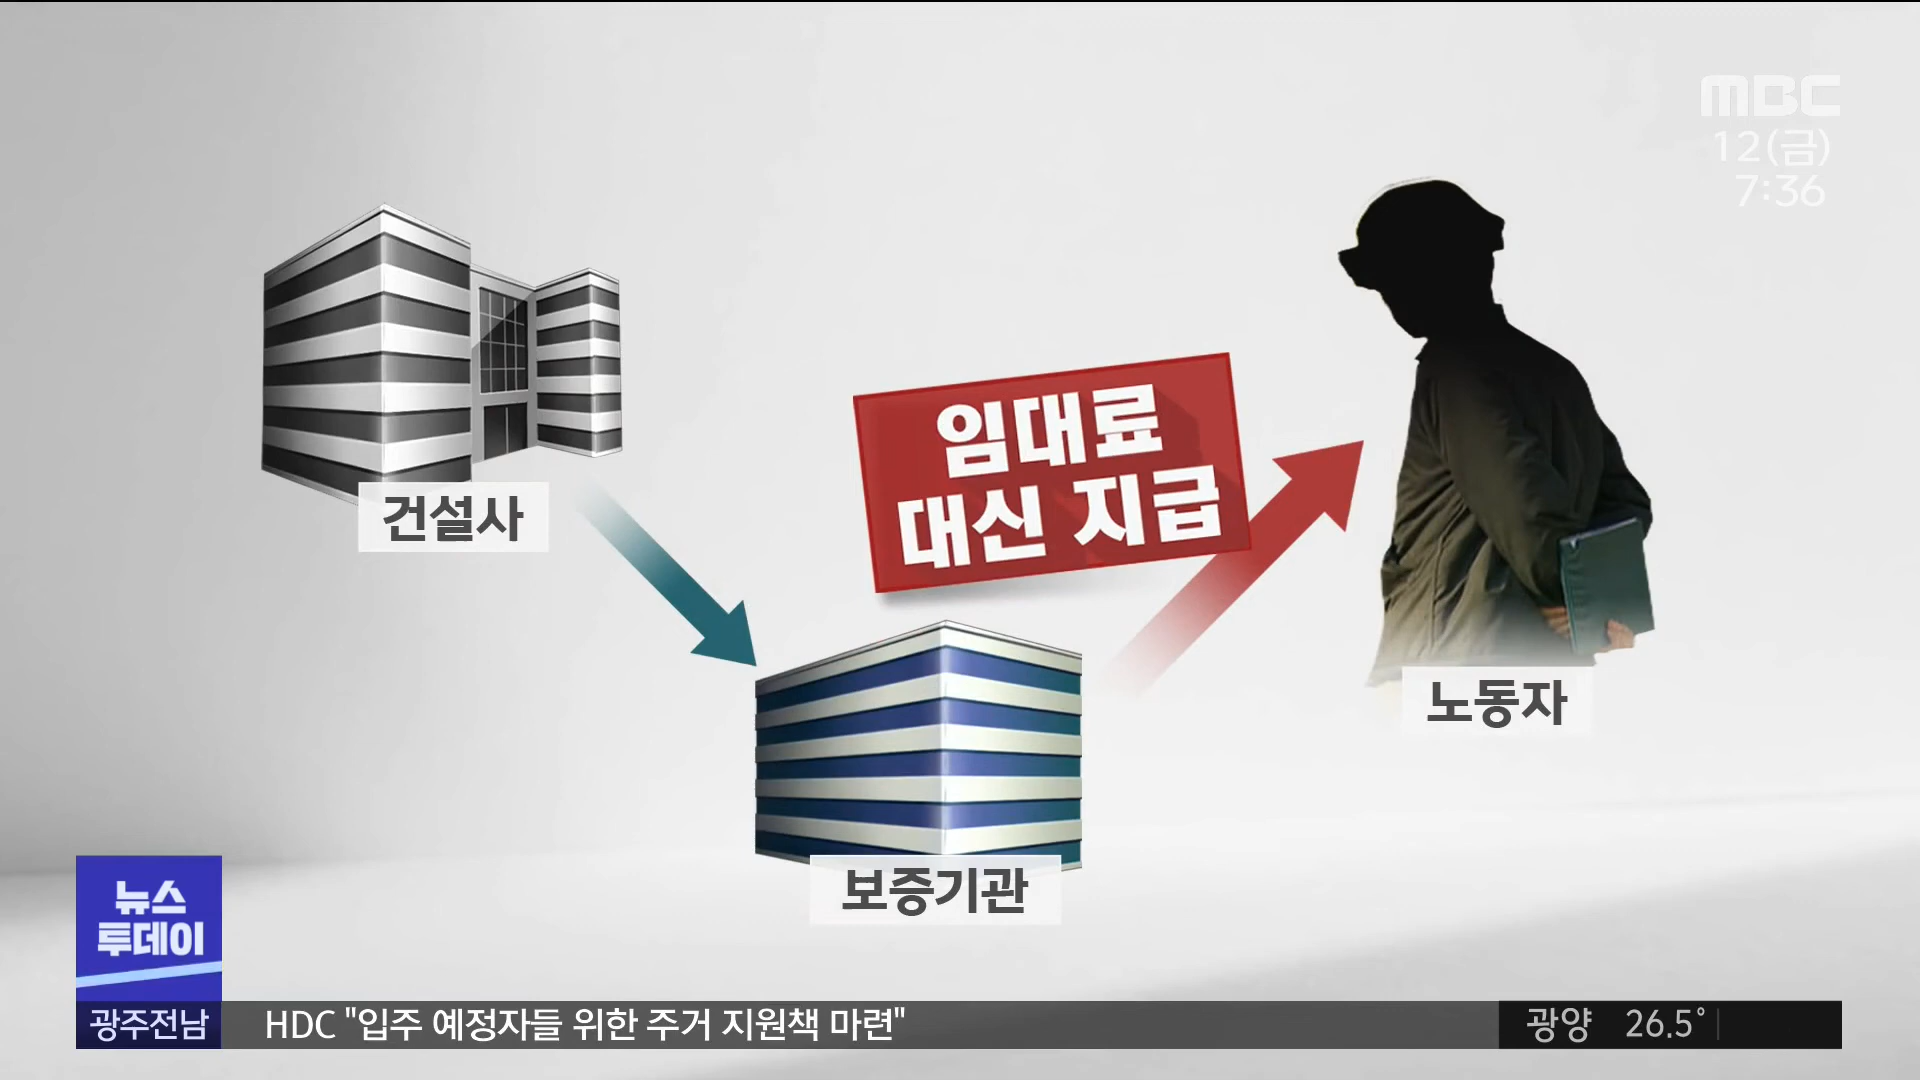 MBC
12(금)
7:36
임대료
대신 지급
건설사
노동자
보증기관
뉴스
투데이
광주전남
HDC "입주 예정자들 위한 주거 지원책 마련"
광양 26.5°